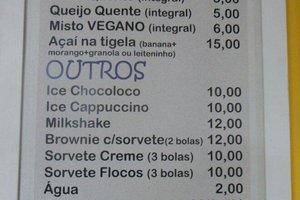 Queijo Quente (integral) 5,00
Misto VEGANO (integral) 6,00
Açaí na tigela (banana+ 15,00
morango+granola ou leiteninho)
OUTROS
Ice Chocoloco 10,00
Ice Cappuccino 10,00
Milkshake 12,00
Brownie c/sorvete(2 bolas) 12,00
Sorvete Creme (3 bolas) 10,00
Sorvete Flocos (3 bolas) 10,00
Água 2,00